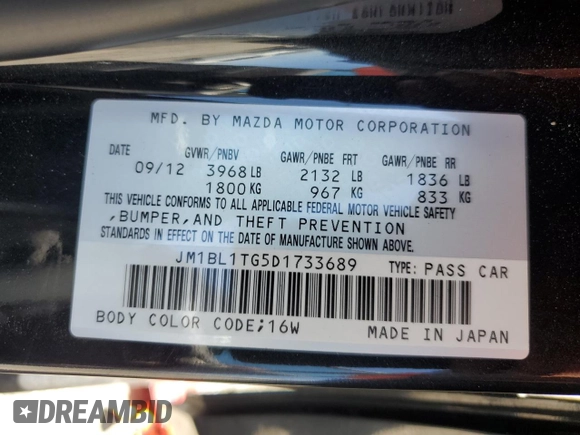 MFD. BY MAZDA MOTOR CORPORATION
DATE GVWR/PNBV GAWR/PNBE FRT GAWR/PNBE RR
09/12 3968 LB 2132 LB 1836 LB
1800 KG 967 KG 833 KG
THIS VEHICLE CONFORMS TO ALL APPLICABLE FEDERAL MOTOR VEHICLE SAFETY
,BUMPER,AND THEFT PREVENTION
STANDARDS IN EFFECT ON THE DATE OF MANUFACTURE SHOWN ABOVE.
JM1BL1TG5D1733689 TYPE: PASS CAR
BODY COLOR CODE;16W MADE IN JAPAN
DREAMBID